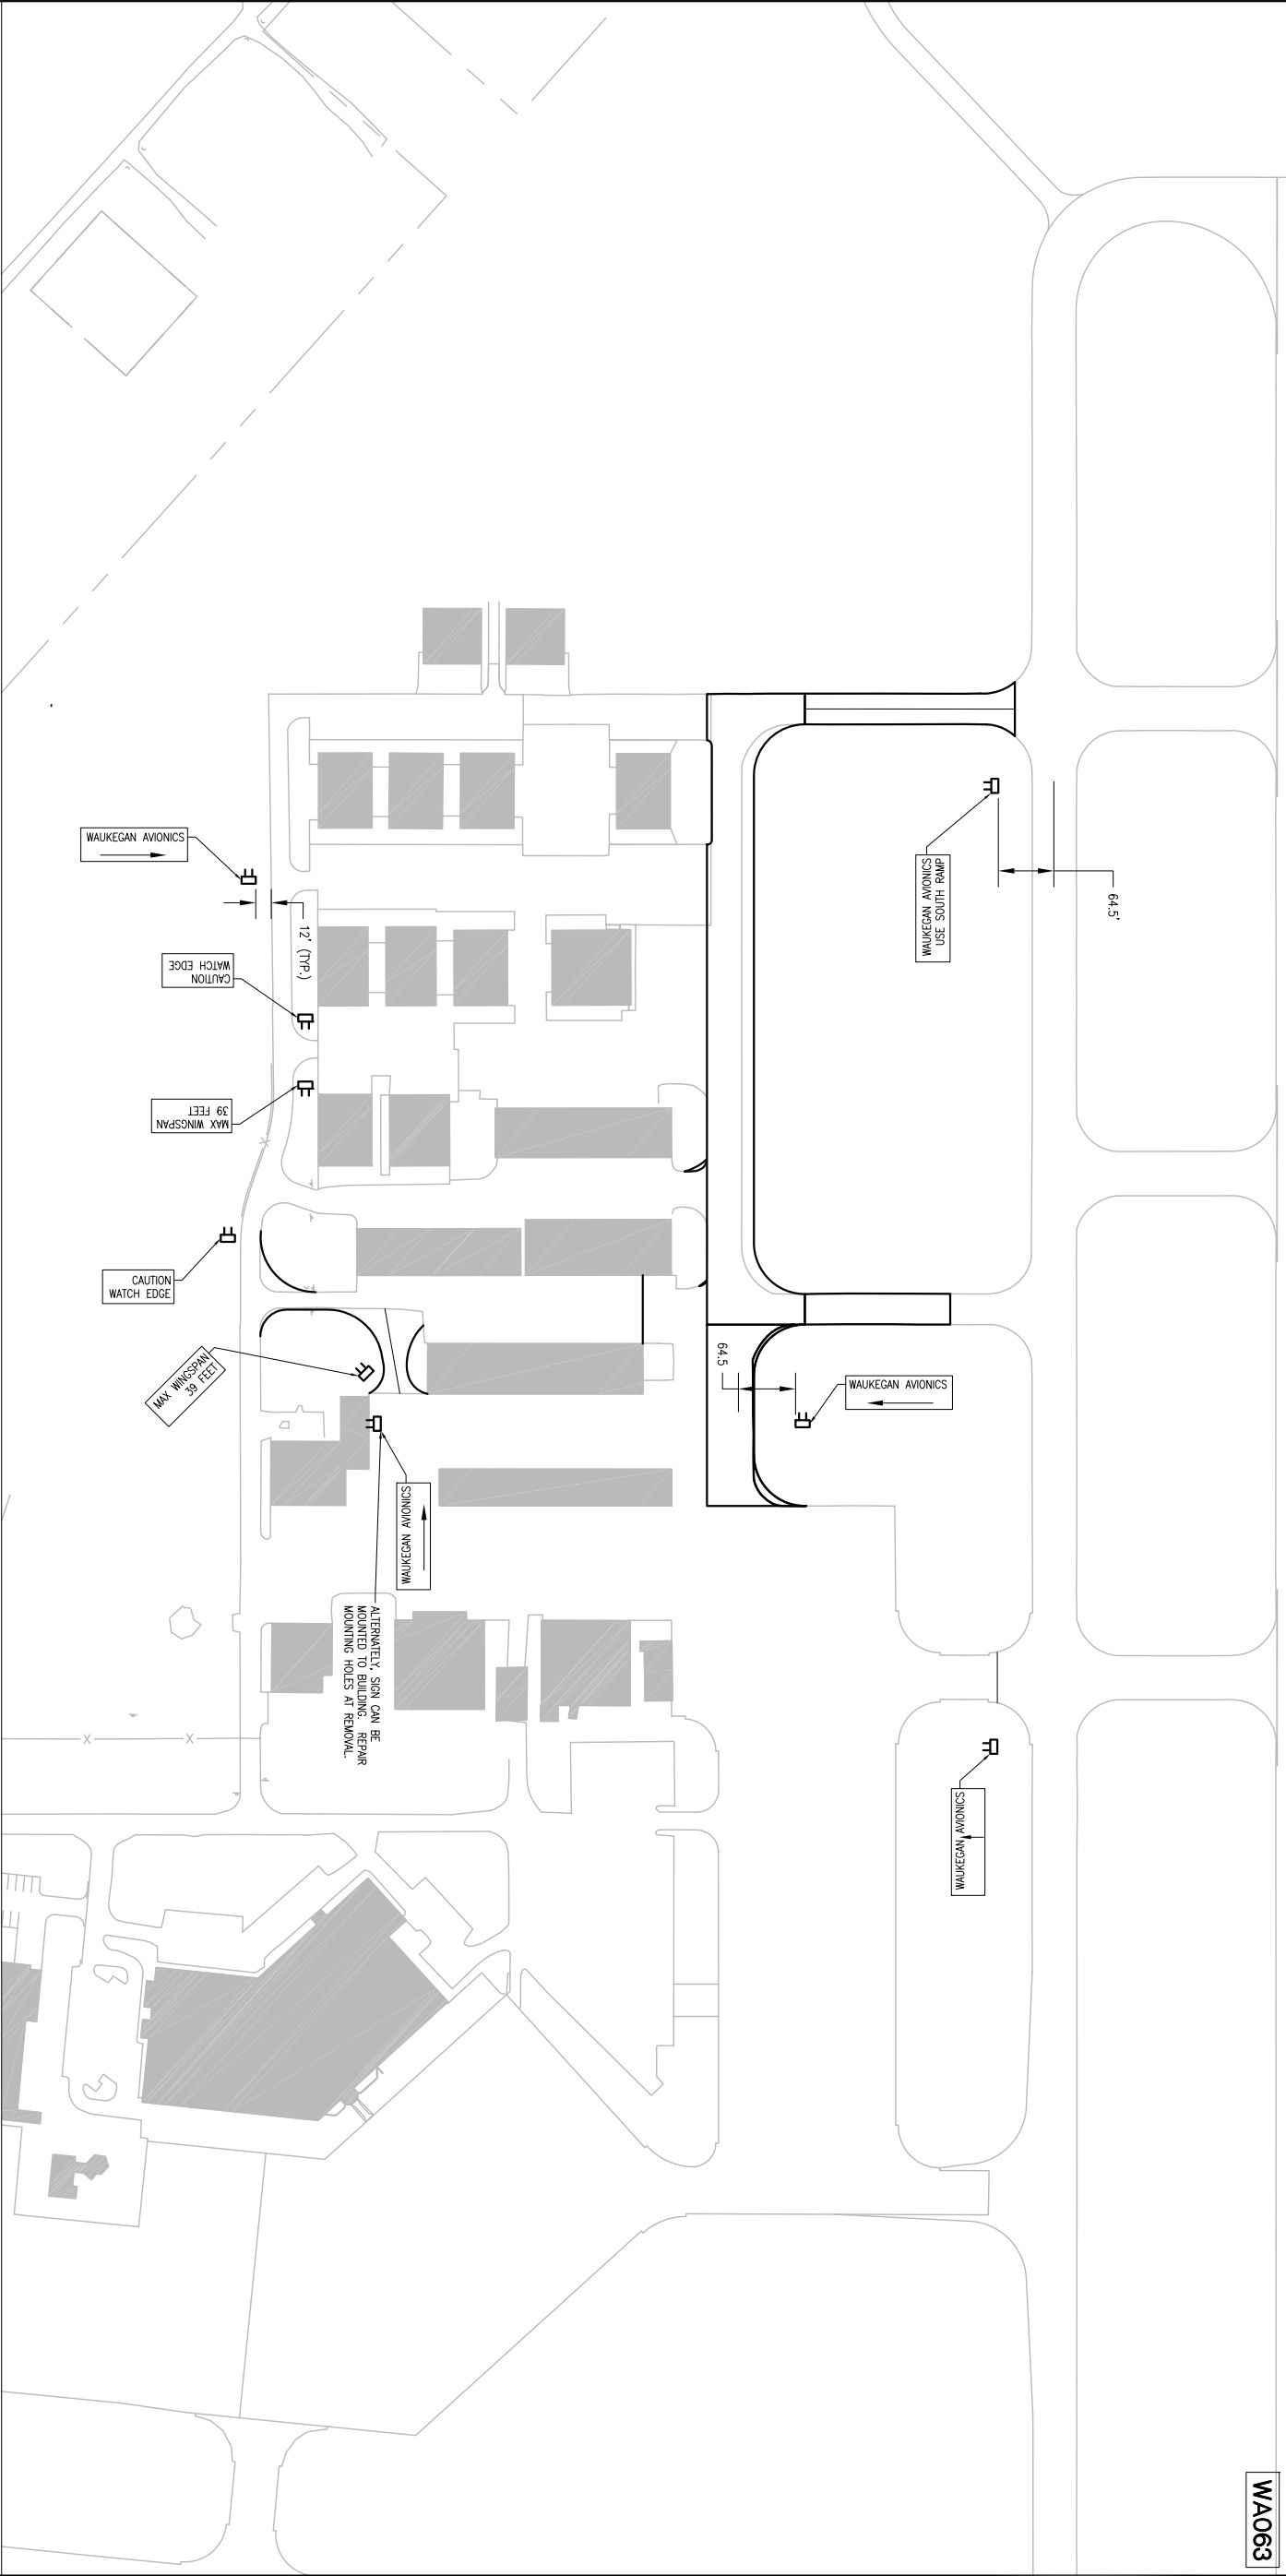 WAUKEGAN AVIONICS
USE SOUTH RAMP
64.5'
WAUKEGAN AVIONICS
12' (TYP.)
CAUTION
WATCH EDGE
MAX WINGSPAN
39 FEET
CAUTION
WATCH EDGE
MAX WINGSPAN
39 FEET
64.5
WAUKEGAN AVIONICS
WAUKEGAN AVIONICS
ALTERNATELY, SIGN CAN BE
MOUNTED TO BUILDING. REPAIR
MOUNTING HOLES AT REMOVAL.
X
X
X
WAUKEGAN AVIONICS
WA063